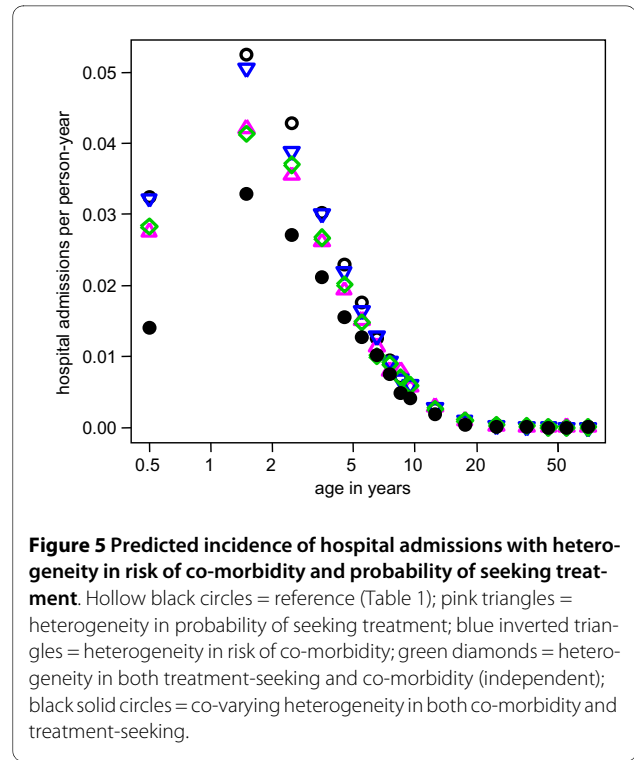 0.05
0.04
0.03
0.02
0.01
0.00
hospital admissions per person-year
0.5 1 2 5 10 20 50
age in years
Figure 5 Predicted incidence of hospital admissions with hetero-
geneity in risk of co-morbidity and probability of seeking treat-
ment. Hollow black circles = reference (Table 1); pink triangles =
heterogeneity in probability of seeking treatment; blue inverted trian-
gles = heterogeneity in risk of co-morbidity; green diamonds = hetero-
geneity in both treatment-seeking and co-morbidity (independent);
black solid circles = co-varying heterogeneity in both co-morbidity and
treatment-seeking.